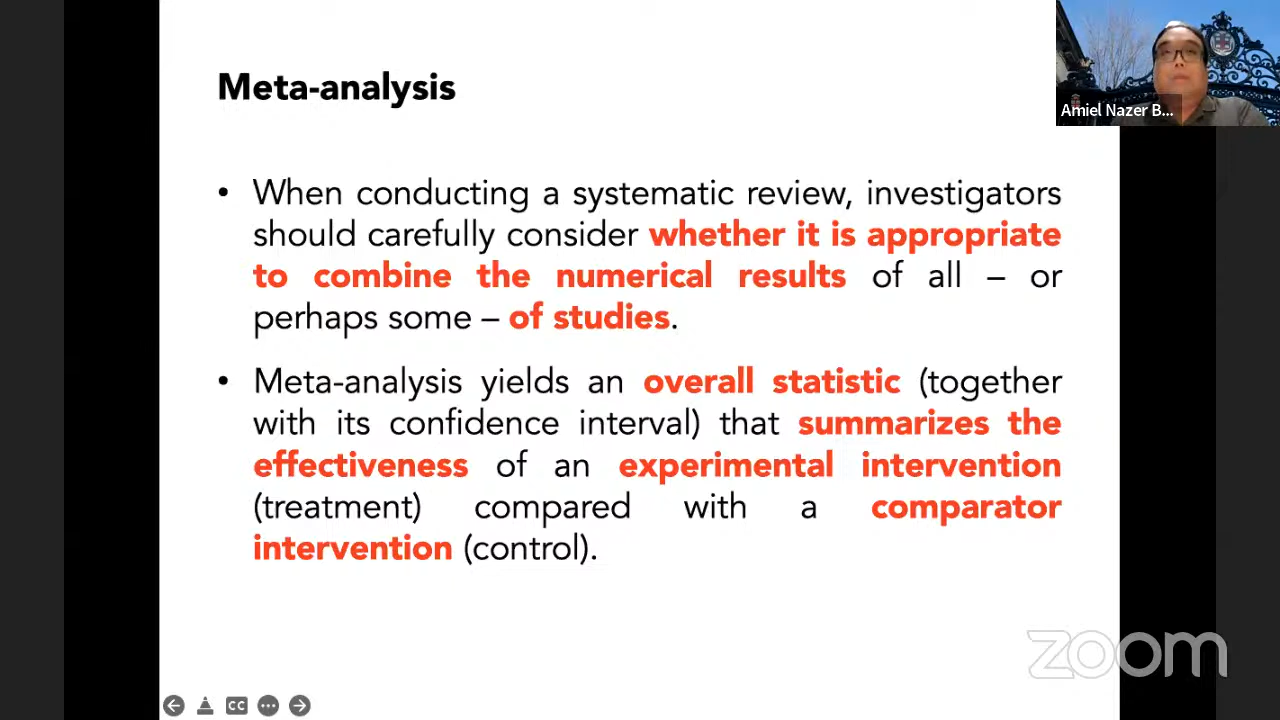 Meta-analysis
Amiel Nazer B...
• When conducting a systematic review, investigators
should carefully consider whether it is appropriate
to combine the numerical results of all – or
perhaps some – of studies.
• Meta-analysis yields an overall statistic (together
with its confidence interval) that summarizes the
effectiveness of an experimental intervention
(treatment) compared with a comparator
intervention (control).
zoom
CC